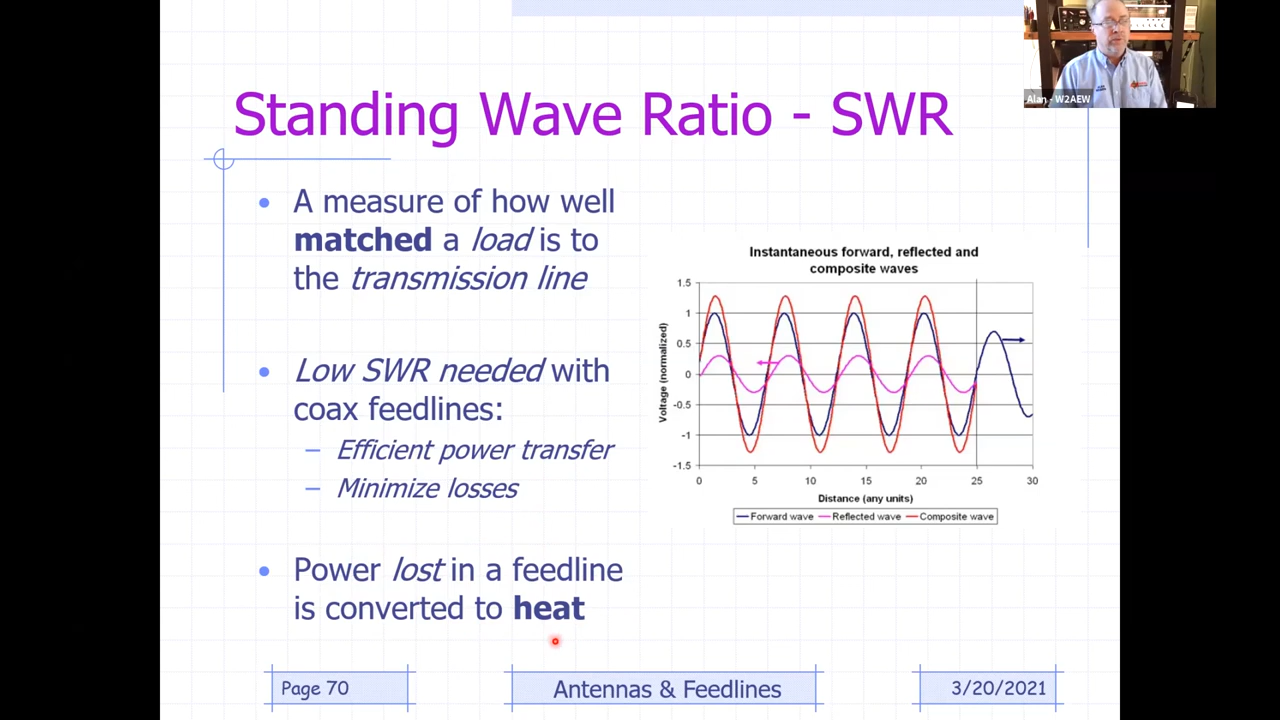 Alan - W2AEW
Standing Wave Ratio - SWR
• A measure of how well
matched a load is to
the transmission line
• Low SWR needed with
coax feedlines:
– Efficient power transfer
– Minimize losses
• Power lost in a feedline
is converted to heat
Instantaneous forward, reflected and
composite waves
Voltage (normalized)
1.5
1
0.5
0
-0.5
-1
-1.5
0 5 10 15 20 25 30
Distance (any units)
Forward wave Reflected wave Composite wave
Page 70 Antennas & Feedlines 3/20/2021